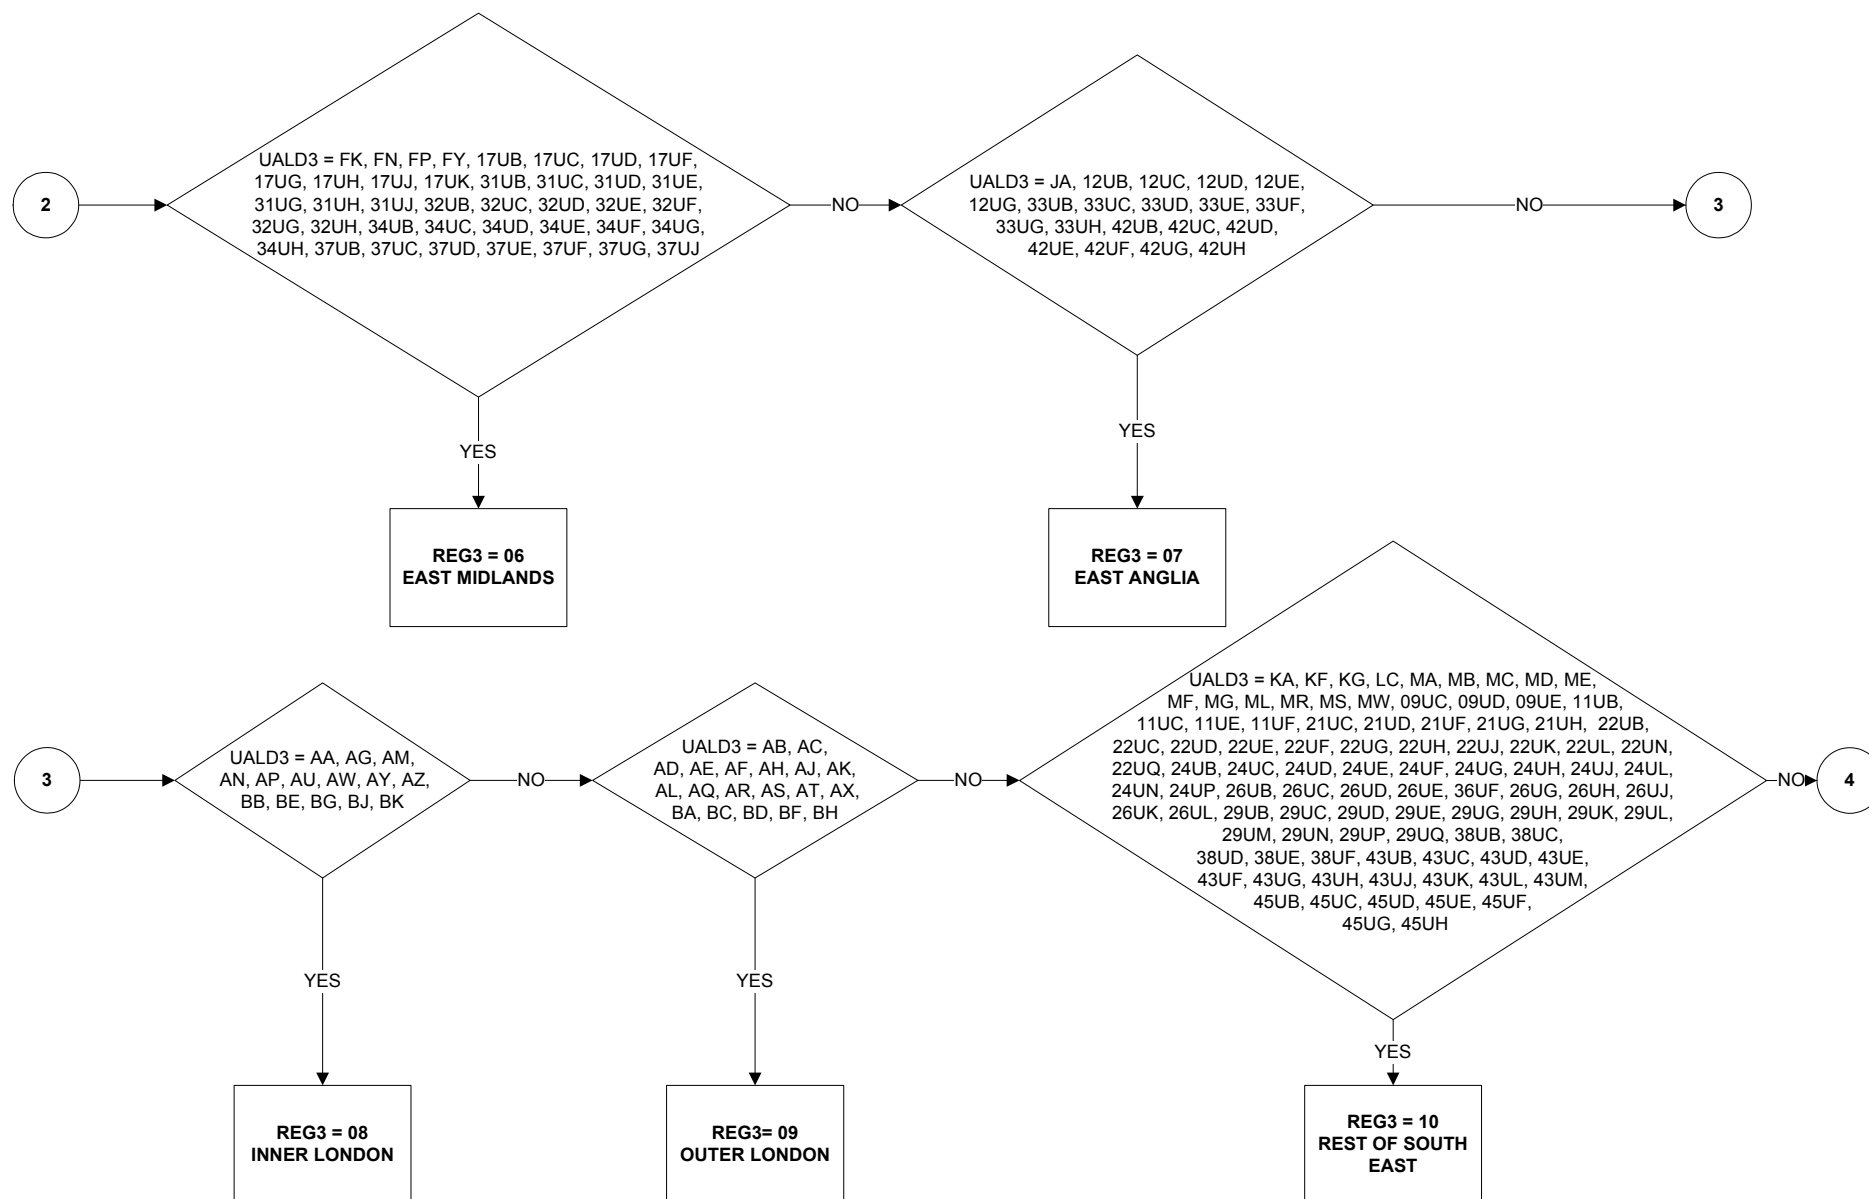 2
UALD3 = FK, FN, FP, FY, 17UB, 17UC, 17UD, 17UF,
17UG, 17UH, 17UJ, 17UK, 31UB, 31UC, 31UD, 31UE,
31UG, 31UH, 31UJ, 32UB, 32UC, 32UD, 32UE, 32UF,
32UG, 32UH, 34UB, 34UC, 34UD, 34UE, 34UF, 34UG,
34UH, 37UB, 37UC, 37UD, 37UE, 37UF, 37UG, 37UJ
NO
UALD3 = JA, 12UB, 12UC, 12UD, 12UE,
12UG, 33UB, 33UC, 33UD, 33UE, 33UF,
33UG, 33UH, 42UB, 42UC, 42UD,
42UE, 42UF, 42UG, 42UH
NO
3
YES
YES
REG3 = 06
EAST MIDLANDS
REG3 = 07
EAST ANGLIA
3
UALD3 = AA, AG, AM,
AN, AP, AU, AW, AY, AZ,
BB, BE, BG, BJ, BK
NO
UALD3 = AB, AC,
AD, AE, AF, AH, AJ, AK,
AL, AQ, AR, AS, AT, AX,
BA, BC, BD, BF, BH
NO
UALD3 = KA, KF, KG, LC, MA, MB, MC, MD, ME,
MF, MG, ML, MR, MS, MW, 09UC, 09UD, 09UE, 11UB,
11UC, 11UE, 11UF, 21UC, 21UD, 21UF, 21UG, 21UH, 22UB,
22UC, 22UD, 22UE, 22UF, 22UG, 22UH, 22UJ, 22UK, 22UL, 22UN,
22UQ, 24UB, 24UC, 24UD, 24UE, 24UF, 24UG, 24UH, 24UJ, 24UL,
24UN, 24UP, 26UB, 26UC, 26UD, 26UE, 36UF, 26UG, 26UH, 26UJ,
26UK, 26UL, 29UB, 29UC, 29UD, 29UE, 29UG, 29UH, 29UK, 29UL,
29UM, 29UN, 29UP, 29UQ, 38UB, 38UC,
38UD, 38UE, 38UF, 43UB, 43UC, 43UD, 43UE,
43UF, 43UG, 43UH, 43UJ, 43UK, 43UL, 43UM,
45UB, 45UC, 45UD, 45UE, 45UF,
45UG, 45UH
NO
4
YES
YES
YES
REG3 = 08
INNER LONDON
REG3= 09
OUTER LONDON
REG3 = 10
REST OF SOUTH
EAST